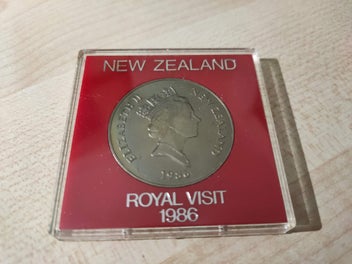 NEW ZEALAND
ELIZABETH II NEW ZEALAND
1986
ROYAL VISIT
1986